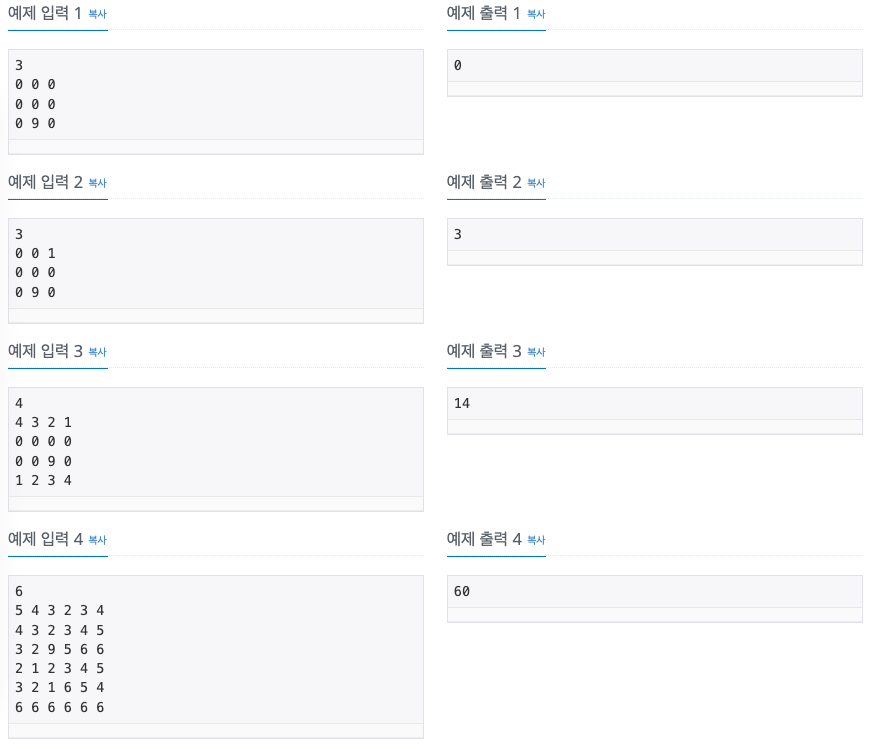 예제 입력 1 복사
3
0 0 0
0 0 0
0 9 0
예제 출력 1 복사
0
예제 입력 2 복사
3
0 0 1
0 0 0
0 9 0
예제 출력 2 복사
3
예제 입력 3 복사
4
4 3 2 1
0 0 0 0
0 0 9 0
1 2 3 4
예제 출력 3 복사
14
예제 입력 4 복사
6
5 4 3 2 3 4
4 3 2 3 4 5
3 2 9 5 6 6
2 1 2 3 4 5
3 2 1 6 5 4
6 6 6 6 6 6
예제 출력 4 복사
60